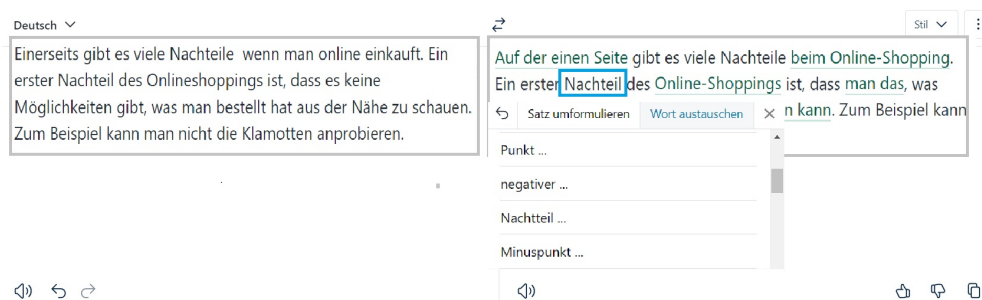 Deutsch
Stil
Einerseits gibt es viele Nachteile  wenn man online einkauft. Ein
erster Nachteil des Onlineshoppings ist, dass es keine
Möglichkeiten gibt, was man bestellt hat aus der Nähe zu schauen.
Zum Beispiel kann man nicht die Klamotten anprobieren.
Auf der einen Seite gibt es viele Nachteile beim Online-Shopping.
Ein erster Nachteil des Online-Shoppings ist, dass man das, was
n kann. Zum Beispiel kann
Satz umformulieren Wort austauschen
Punkt ...
negativer ...
Nachtteil ...
Minuspunkt ...